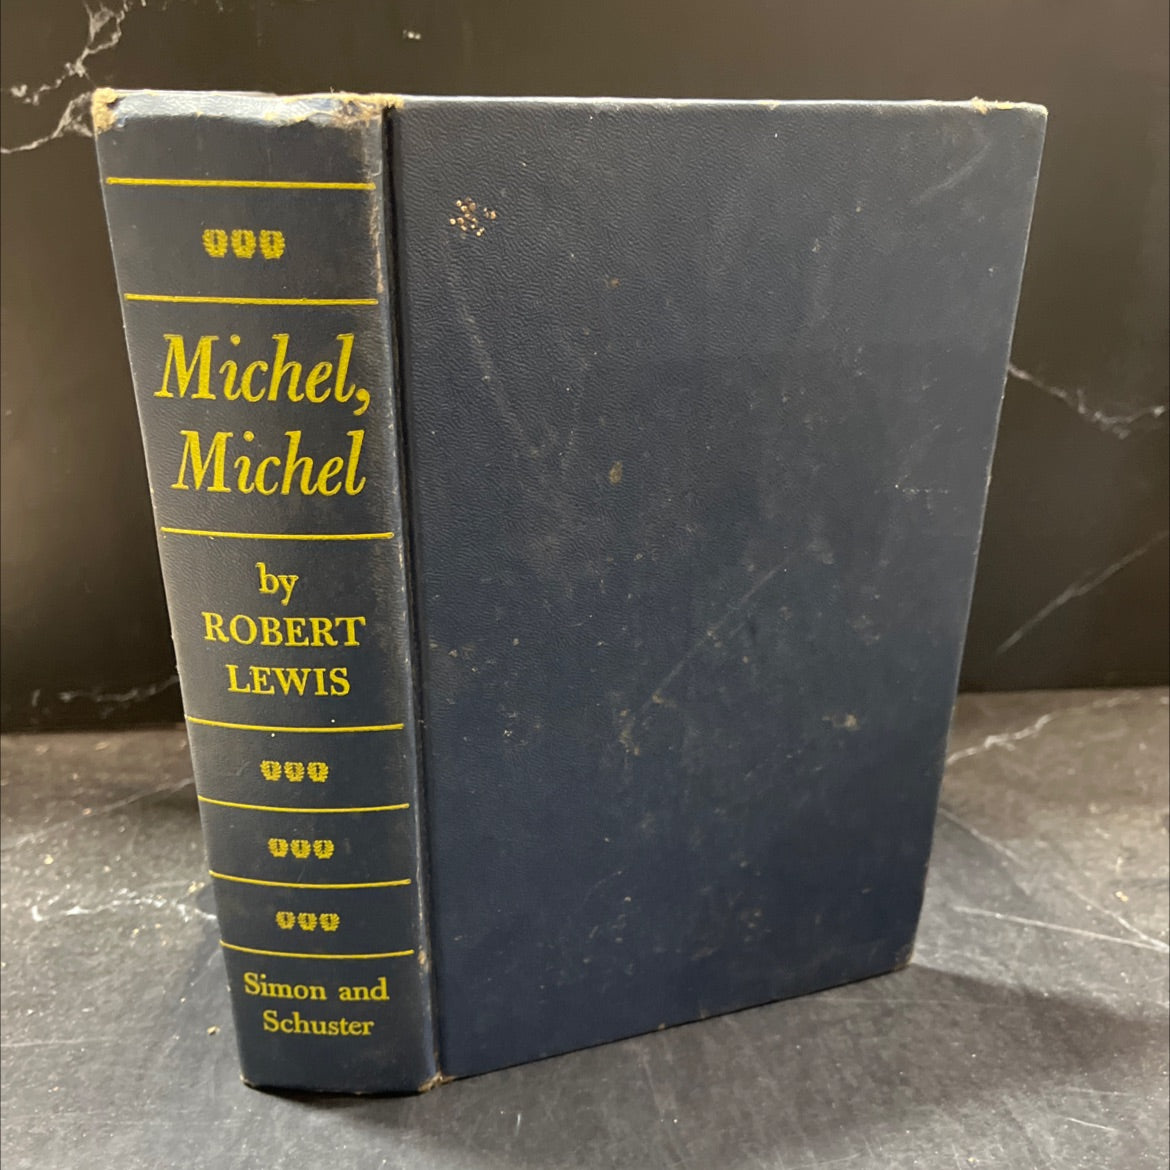 Michel,
Michel
by
ROBERT
LEWIS
Simon and
Schuster